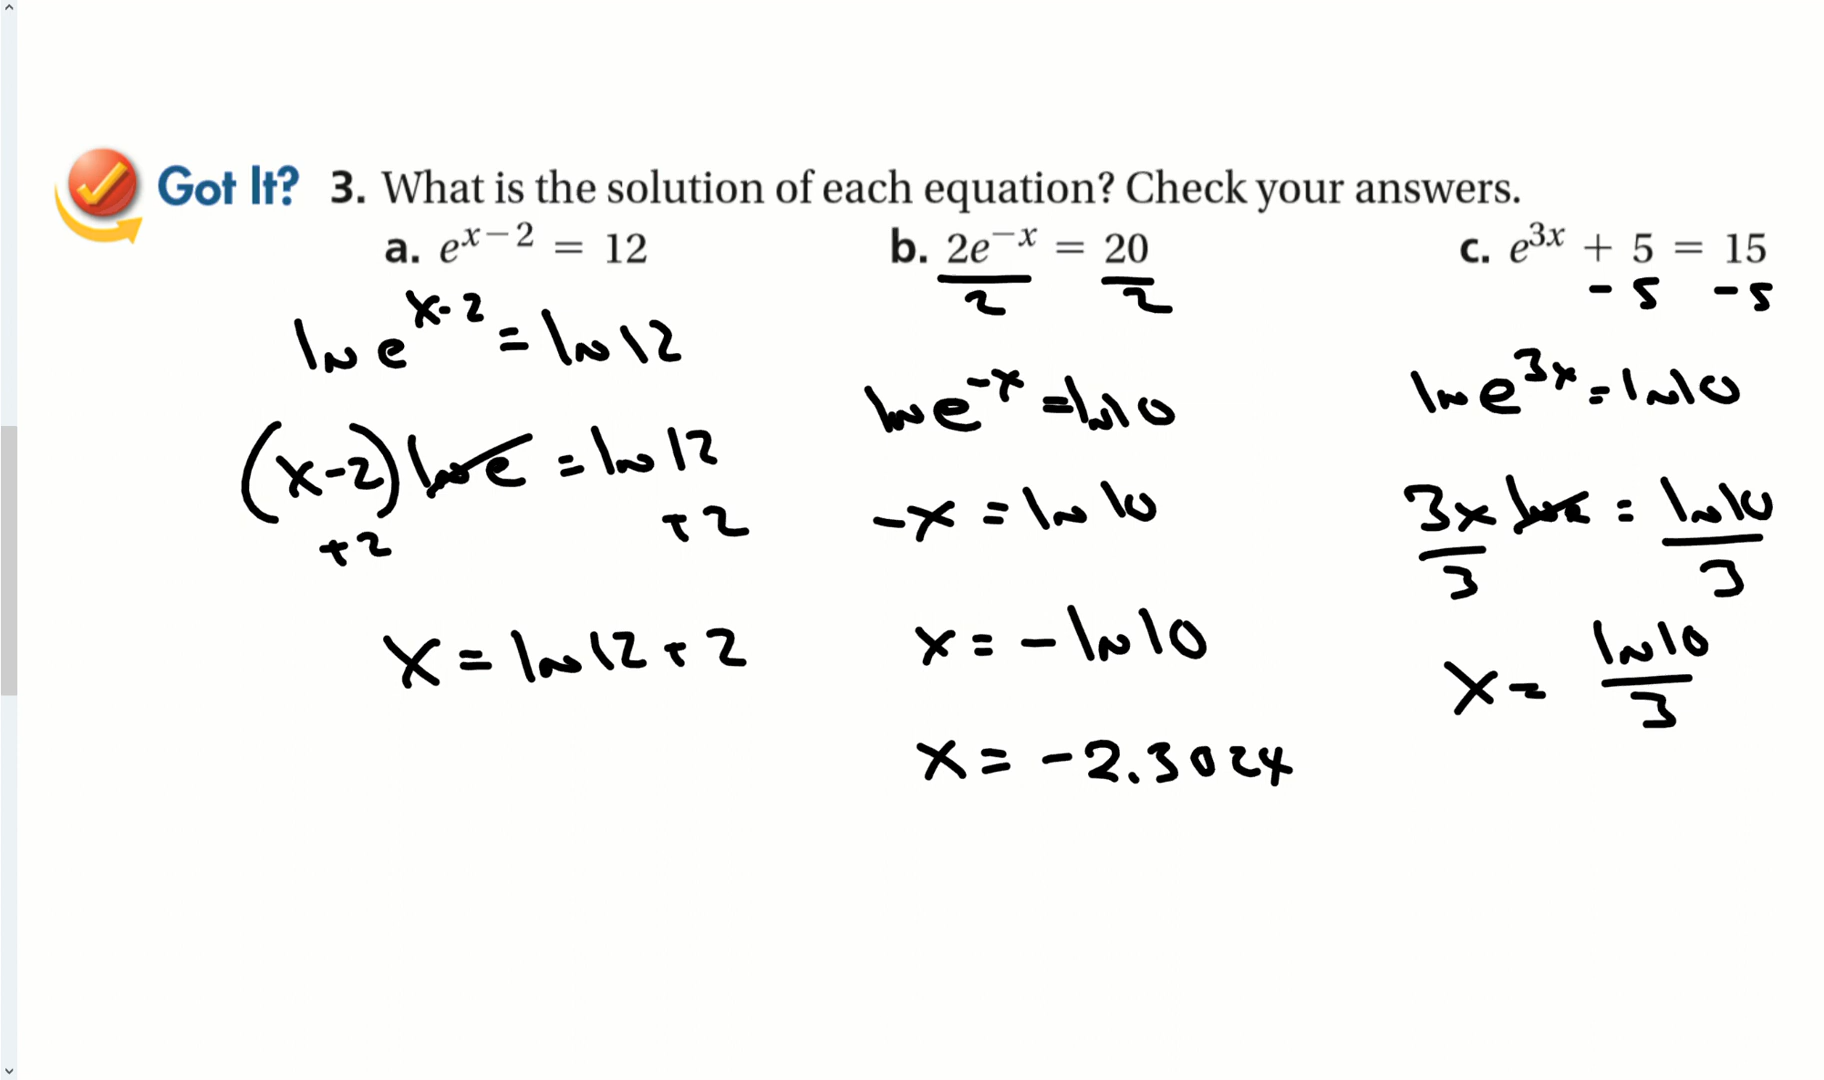 Got It? 3. What is the solution of each equation? Check your answers.
a. e^{x-2} = 12
ln e^{x-2} = ln 12
(x-2) ln e = ln 12
+2 +2
x = ln 12 + 2
b. 2e^{-x} = 20
2 2
ln e^{-x} = ln 10
-x = ln 10
x = - ln 10
x = -2.3024
c. e^{3x} + 5 = 15
-5 -5
ln e^{3x} = ln 10
3x ln e = ln 10
3 3
x = ln 10
3